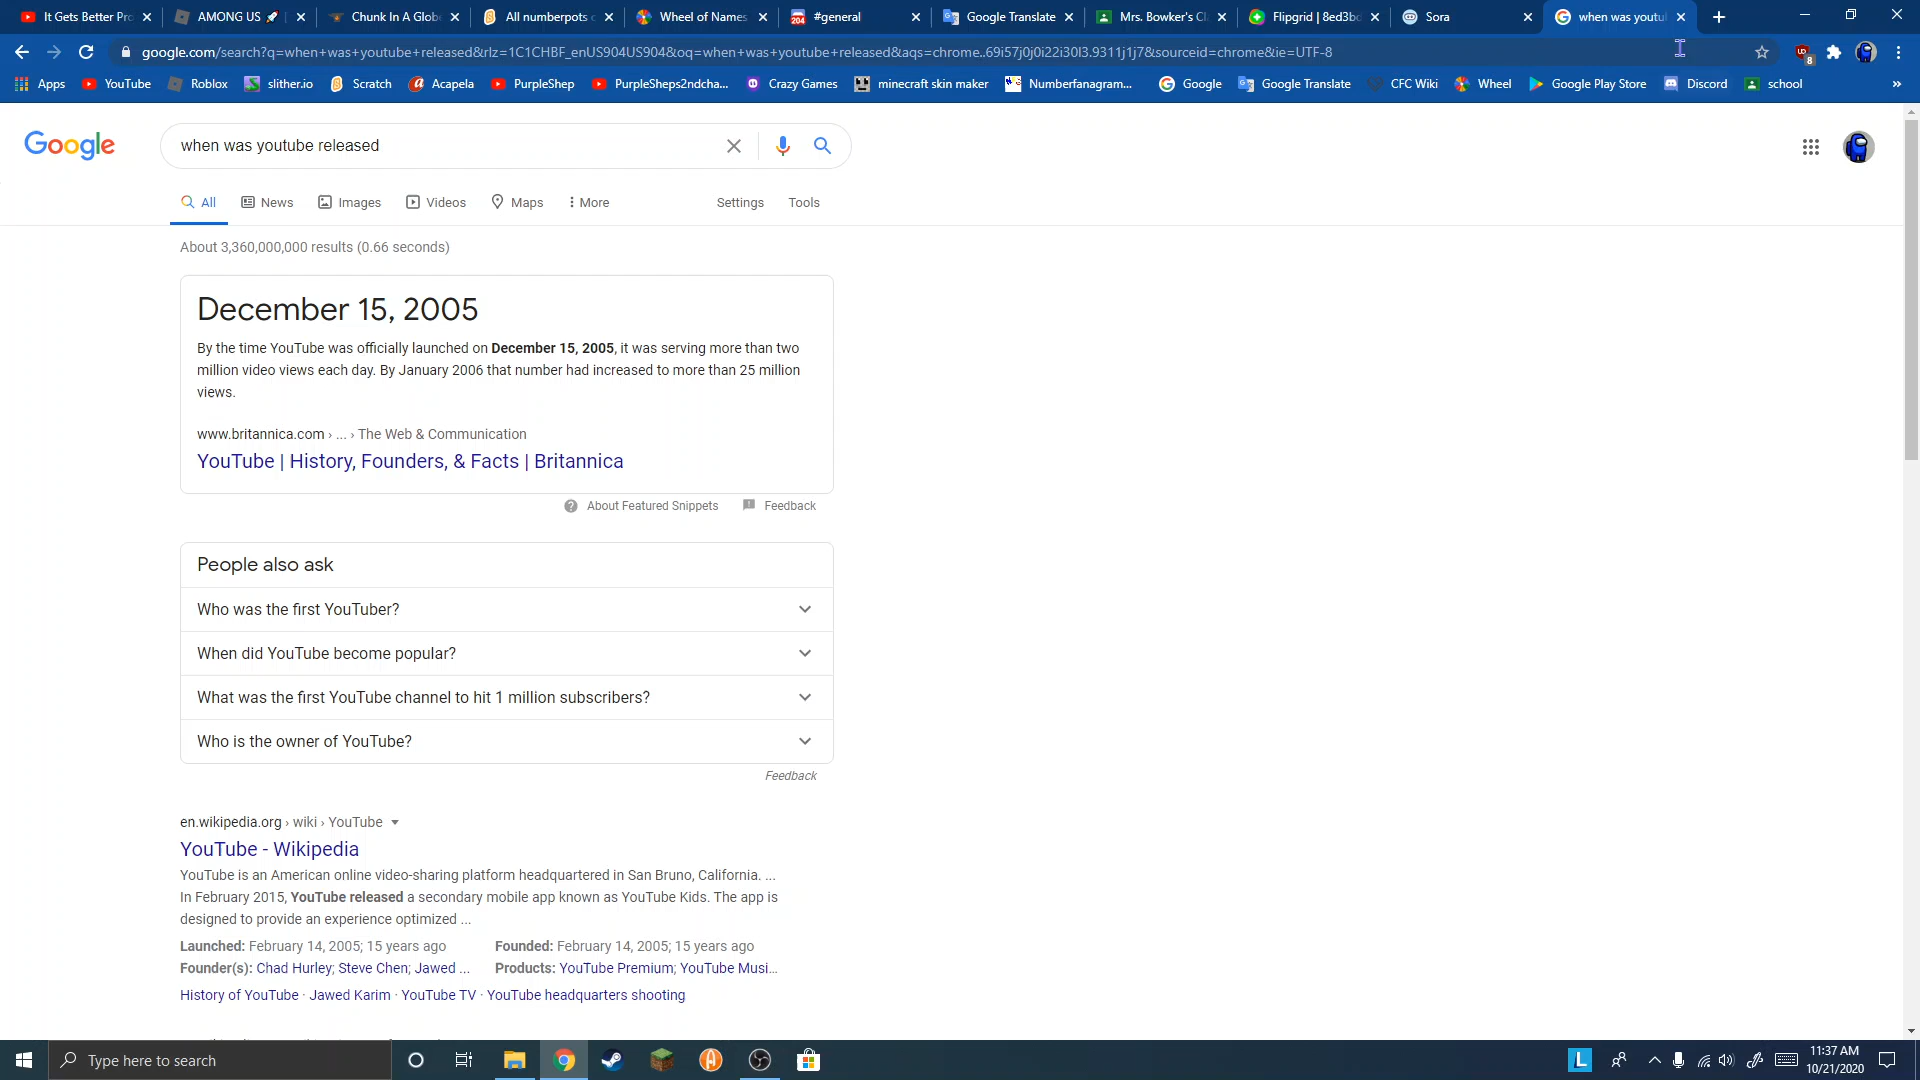 It Gets Better Pro
AMONG US
Chunk In A Globe
All numberpots
Wheel of Names
204
#general
Google Translate
Mrs. Bowker's Cl
Flipgrid | 8ed3bd
Sora
when was youtu
google.com/search?q=when+was+youtube+released&rlz=1C1CHBF_enUS904US904&oq=when+was+youtube+released&aqs=chrome..69i57j0j0i22i30l3.9311j1j7&sourceid=chrome&ie=UTF-8
8
Apps
YouTube
Roblox
slither.io
Scratch
Acapela
PurpleShep
PurpleSheps2ndcha...
Crazy Games
minecraft skin maker
Numberfanagram...
Google
Google Translate
CFC Wiki
Wheel
Google Play Store
Discord
school
»
Google
when was youtube released
All
News
Images
Videos
Maps
More
Settings
Tools
About 3,360,000,000 results (0.66 seconds)
December 15, 2005
By the time YouTube was officially launched on December 15, 2005, it was serving more than two
million video views each day. By January 2006 that number had increased to more than 25 million
views.
www.britannica.com › ... › The Web & Communication
YouTube | History, Founders, & Facts | Britannica
About Featured Snippets
Feedback
People also ask
Who was the first YouTuber?
When did YouTube become popular?
What was the first YouTube channel to hit 1 million subscribers?
Who is the owner of YouTube?
Feedback
en.wikipedia.org › wiki › YouTube
YouTube - Wikipedia
YouTube is an American online video-sharing platform headquartered in San Bruno, California. ...
In February 2015, YouTube released a secondary mobile app known as YouTube Kids. The app is
designed to provide an experience optimized ...
Launched: February 14, 2005; 15 years ago
Founded: February 14, 2005; 15 years ago
Founder(s): Chad Hurley; Steve Chen; Jawed ...
Products: YouTube Premium; YouTube Musi...
History of YouTube · Jawed Karim · YouTube TV · YouTube headquarters shooting
Type here to search
L
11:37 AM
10/21/2020